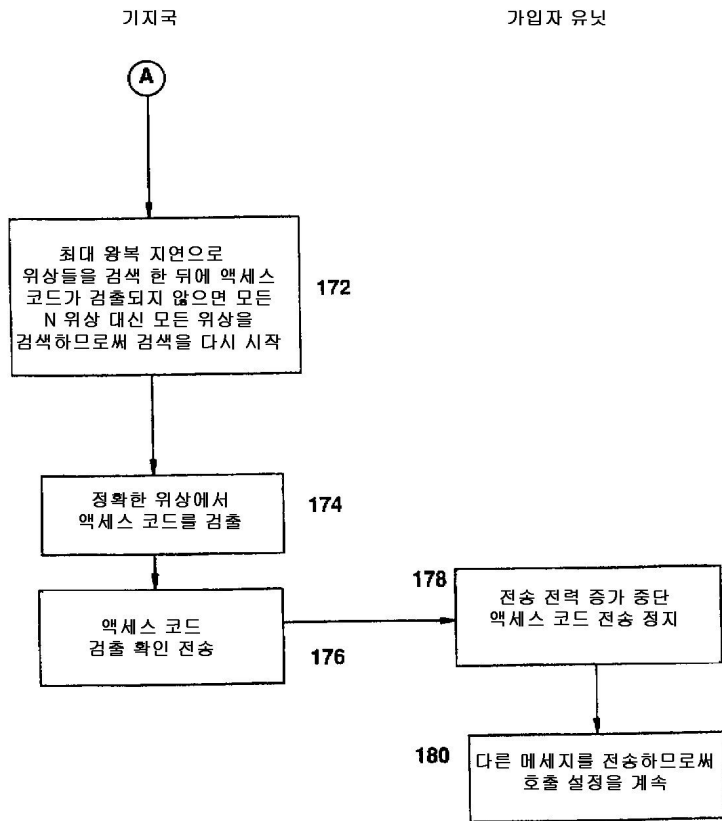 기지국
가입자 유닛
A
최대 왕복 지연으로
위상들을 검색 한 뒤에 액세스
코드가 검출되지 않으면 모든
N 위상 대신 모든 위상을
검색하므로써 검색을 다시 시작
172
정확한 위상에서
액세스 코드를 검출
174
액세스 코드
검출 확인 전송
176
178
전송 전력 증가 중단
액세스 코드 전송 정지
180
다른 메세지를 전송하므로써
호출 설정을 계속